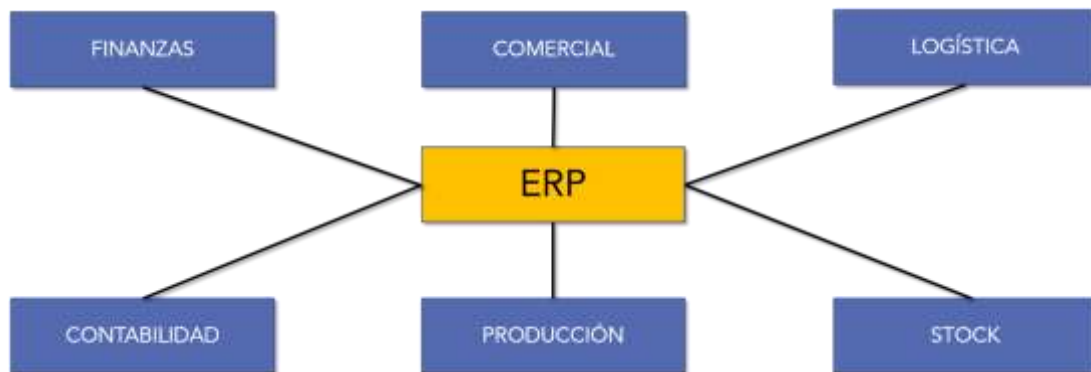 FINANZAS
COMERCIAL
LOGÍSTICA
ERP
CONTABILIDAD
PRODUCCIÓN
STOCK